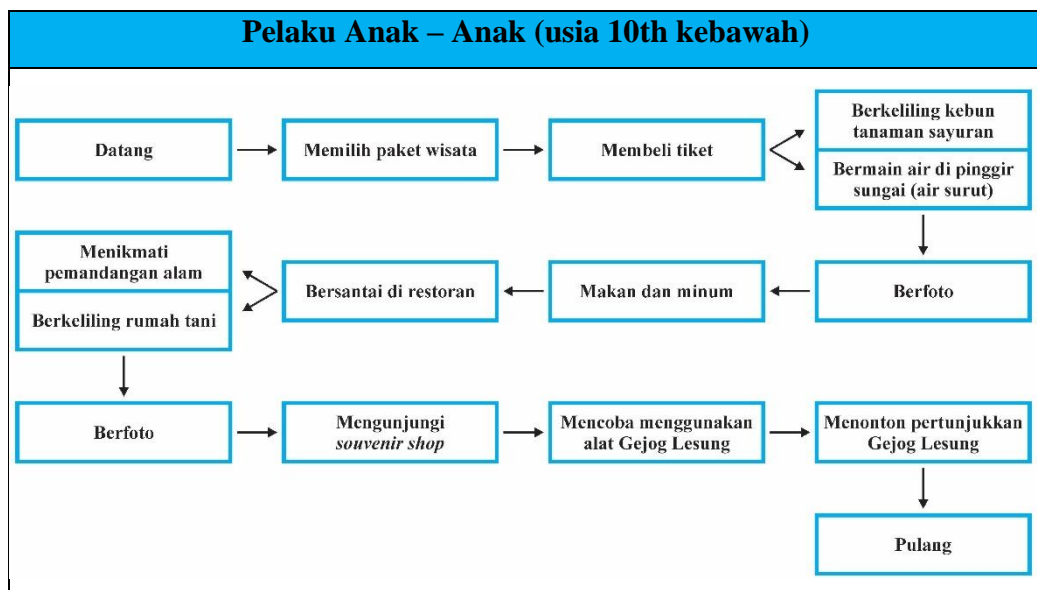 Pelaku Anak – Anak (usia 10th kebawah)
Datang
Memilih paket wisata
Membeli tiket
Berkeliling kebun
tanaman sayuran
Bermain air di pinggir
sungai (air surut)
Berfoto
Makan dan minum
Bersantai di restoran
Menikmati
pemandangan alam
Berkeliling rumah tani
Berfoto
Mengunjungi
souvenir shop
Mencoba menggunakan
alat Gejog Lesung
Menonton pertunjukkan
Gejog Lesung
Pulang